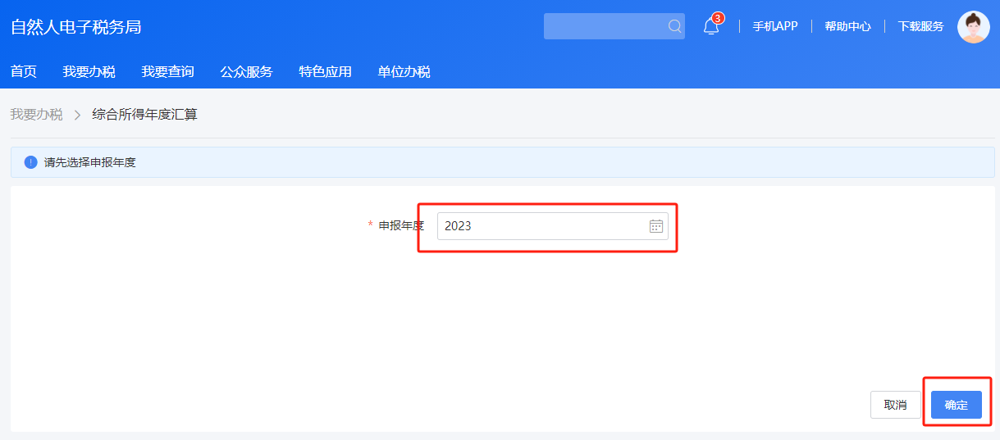 自然人电子税务局
3
手机APP
帮助中心
下载服务
首页 我要办税 我要查询 公众服务 特色应用 单位办税
我要办税 > 综合所得年度汇算
! 请先选择申报年度
* 申报年度 2023
取消 确定